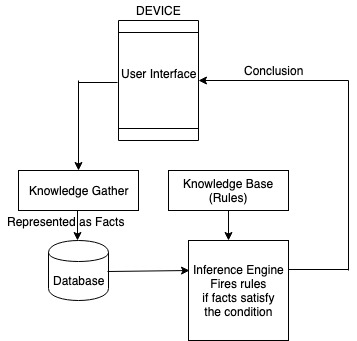 DEVICE
User Interface
Conclusion
Knowledge Gather
Knowledge Base
(Rules)
Represented as Facts
Database
Inference Engine
Fires rules
if facts satisfy
the condition